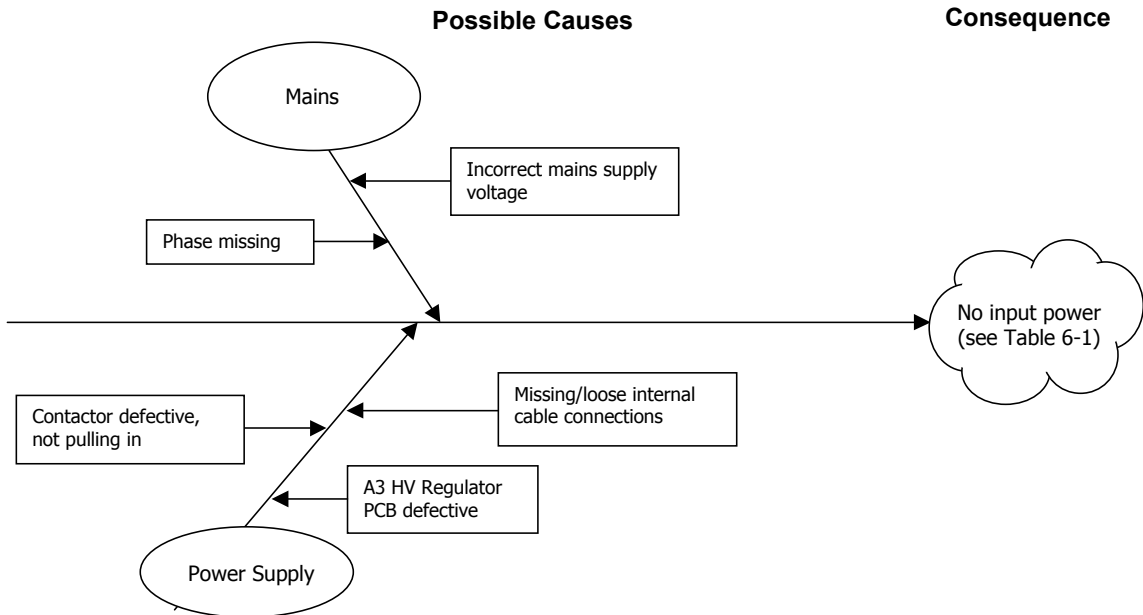 Possible Causes
Consequence
Mains
Incorrect mains supply
voltage
Phase missing
No input power
(see Table 6-1)
Missing/loose internal
cable connections
Contactor defective,
not pulling in
A3 HV Regulator
PCB defective
Power Supply